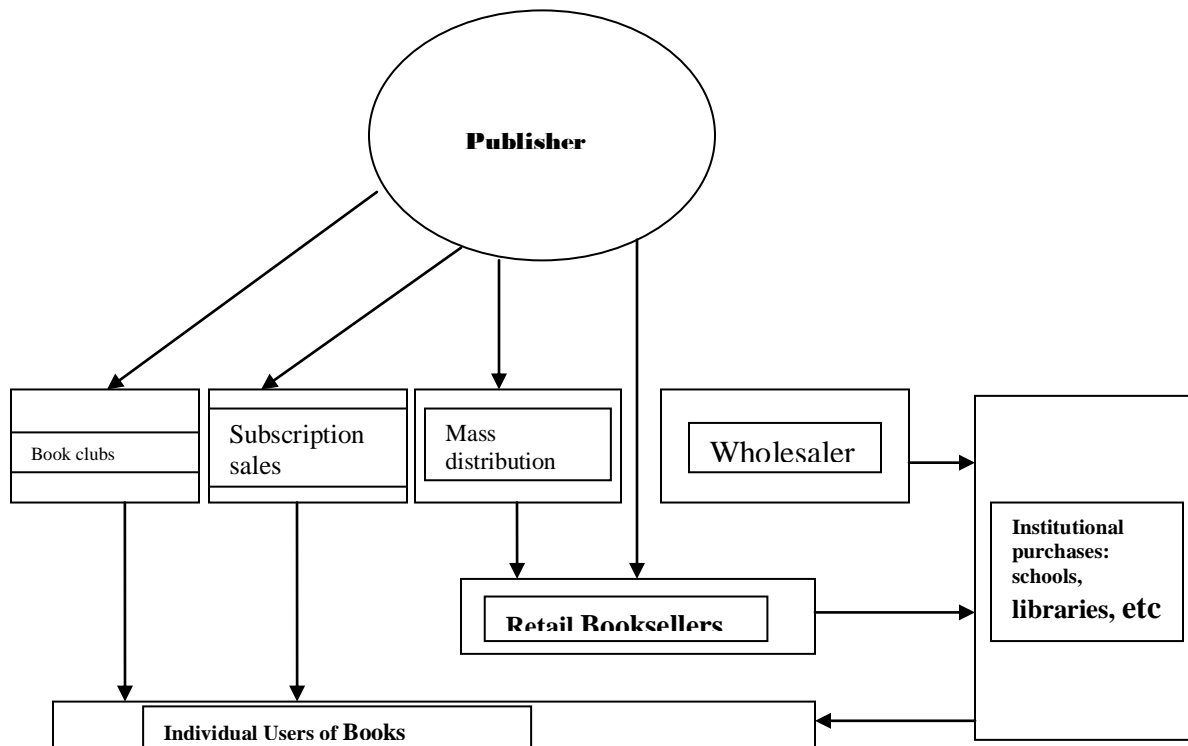 Publisher
Book clubs
Subscription
sales
Mass
distribution
Wholesaler
Institutional
purchases:
schools,
libraries, etc
Retail Booksellers
Individual Users of Books